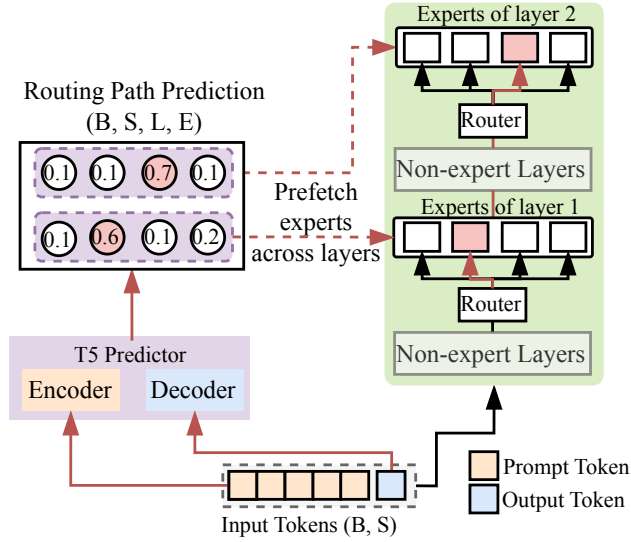 Experts of layer 2
Router
Non-expert Layers
Experts of layer 1
Router
Non-expert Layers
Routing Path Prediction
(B, S, L, E)
0.1 0.1 0.7 0.1
0.1 0.6 0.1 0.2
Prefetch
experts
across layers
T5 Predictor
Encoder Decoder
Input Tokens (B, S)
Prompt Token
Output Token